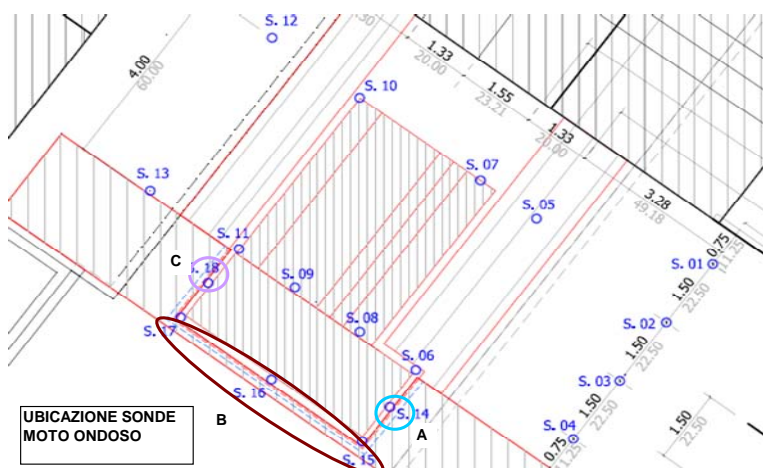 S. 12
4.00
60.00
.30
1.33
20.00
1.55
23.21
1.33
20.00
S. 10
S. 07
3.28
49.18
S. 13
S. 05
S. 11
0.75
11.25
S. 01
C
S. 18
S. 09
1.50
22.50
S. 02
S. 17
S. 08
1.50
22.50
S. 06
S. 03
S. 16
1.50
22.50
S. 14
UBICAZIONE SONDE
MOTO ONDOSO
B
A
S. 04
1.50
22.50
S. 15
0.75
11.25